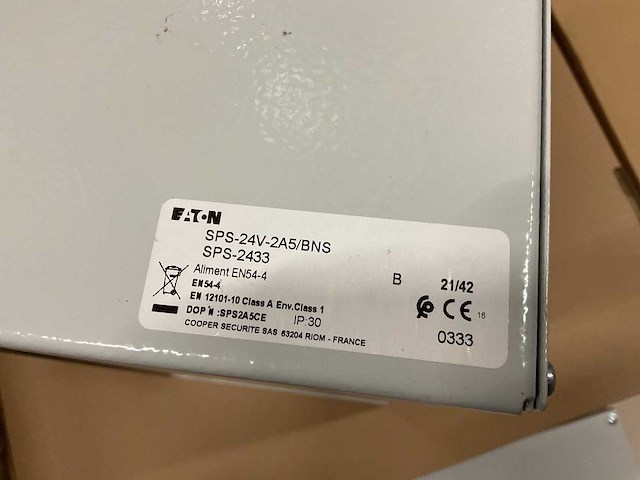 EATON
SPS-24V-2A5/BNS
SPS-2433
Aliment EN54-4
EN54-4
EN 12101-10 Class A Env.Class 1
DOP N :SPS2A5CE IP:30
COOPER SECURITE SAS 63204 RIOM - FRANCE
B 21/42
CE 16
0333